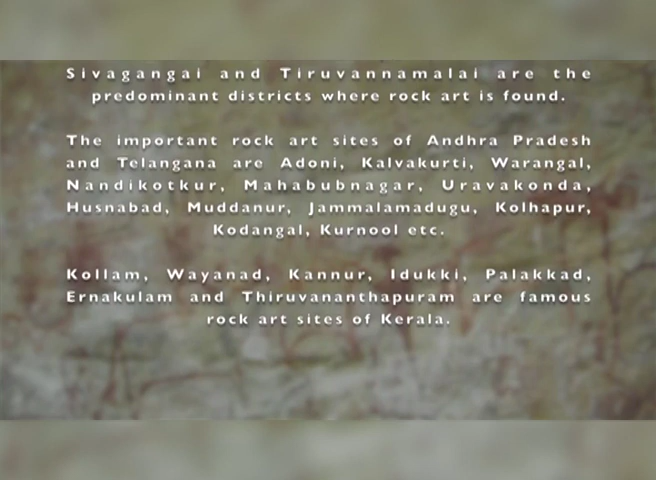 Sivagangai and Tiruvannamalai are the
predominant districts where rock art is found.
The important rock art sites of Andhra Pradesh
and Telangana are Adoni, Kalvakurti, Warangal,
Nandikotkur, Mahabubnagar, Uravakonda,
Husnabad, Muddanur, Jammalamadugu, Kolhapur,
Kodangal, Kurnool etc.
Kollam, Wayanad, Kannur, Idukki, Palakkad,
Ernakulam and Thiruvananthapuram are famous
rock art sites of Kerala.